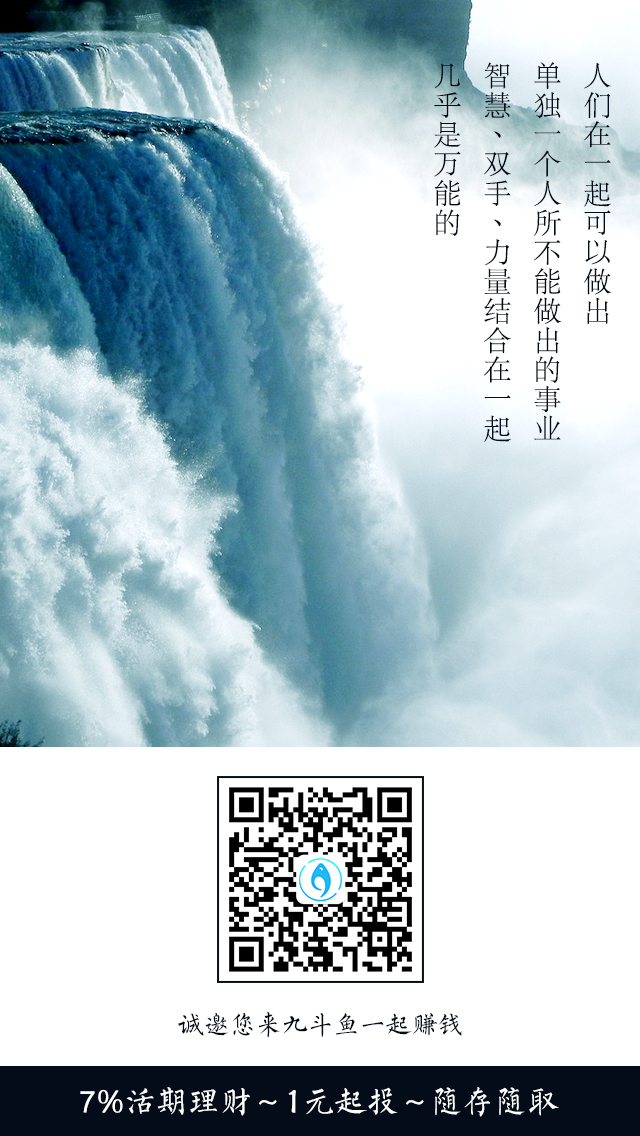 人们在一起可以做出
单独一个人所不能做出的事业
智慧、双手、力量结合在一起
几乎是万能的
诚邀您来九斗鱼一起赚钱
7%活期理财~1元起投~随存随取